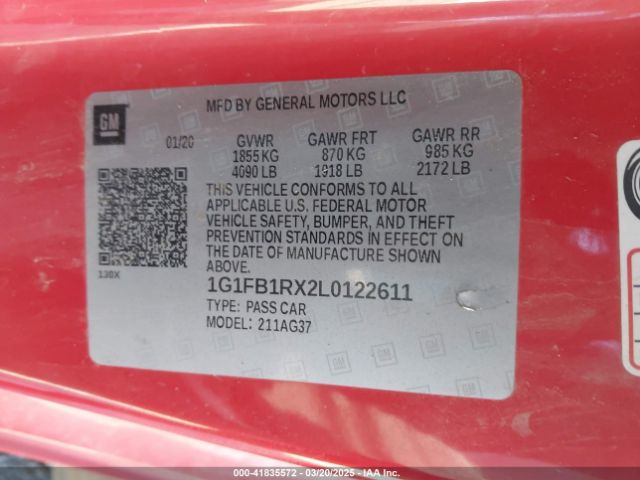 GM
MFD BY GENERAL MOTORS LLC
01/20 GVWR GAWR FRT GAWR RR
1855 KG 870 KG 985 KG
4090 LB 1918 LB 2172 LB
THIS VEHICLE CONFORMS TO ALL
APPLICABLE U.S. FEDERAL MOTOR
VEHICLE SAFETY, BUMPER, AND THEFT
PREVENTION STANDARDS IN EFFECT ON
THE DATE OF MANUFACTURE SHOWN
ABOVE.
130X
1G1FB1RX2L0122611
TYPE: PASS CAR
MODEL: 211AG37
000-41835572 — 03/20/2025 - IAA Inc.